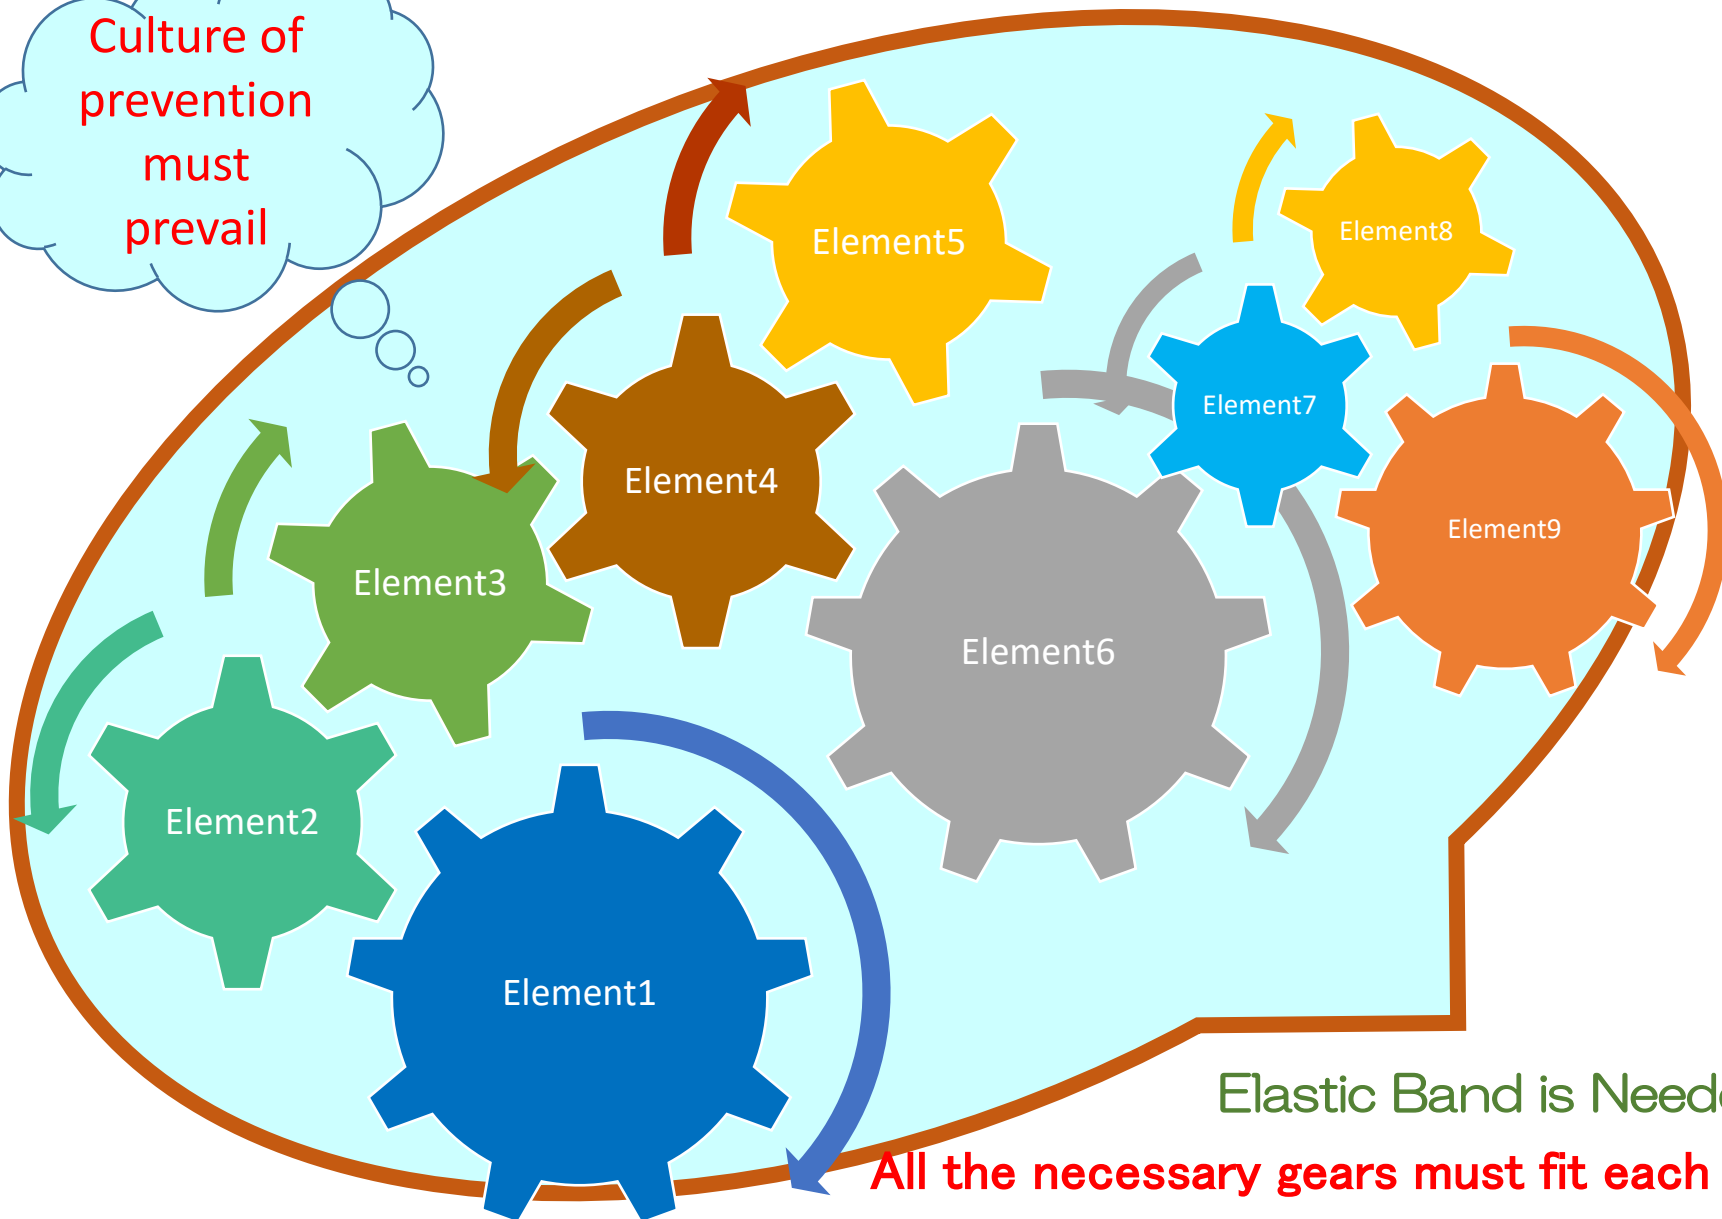 Culture of
prevention
must
prevail
Element5
Element8
Element7
Element4
Element9
Element3
Element6
Element2
Element1
Elastic Band is
All the necessary gears must fit each